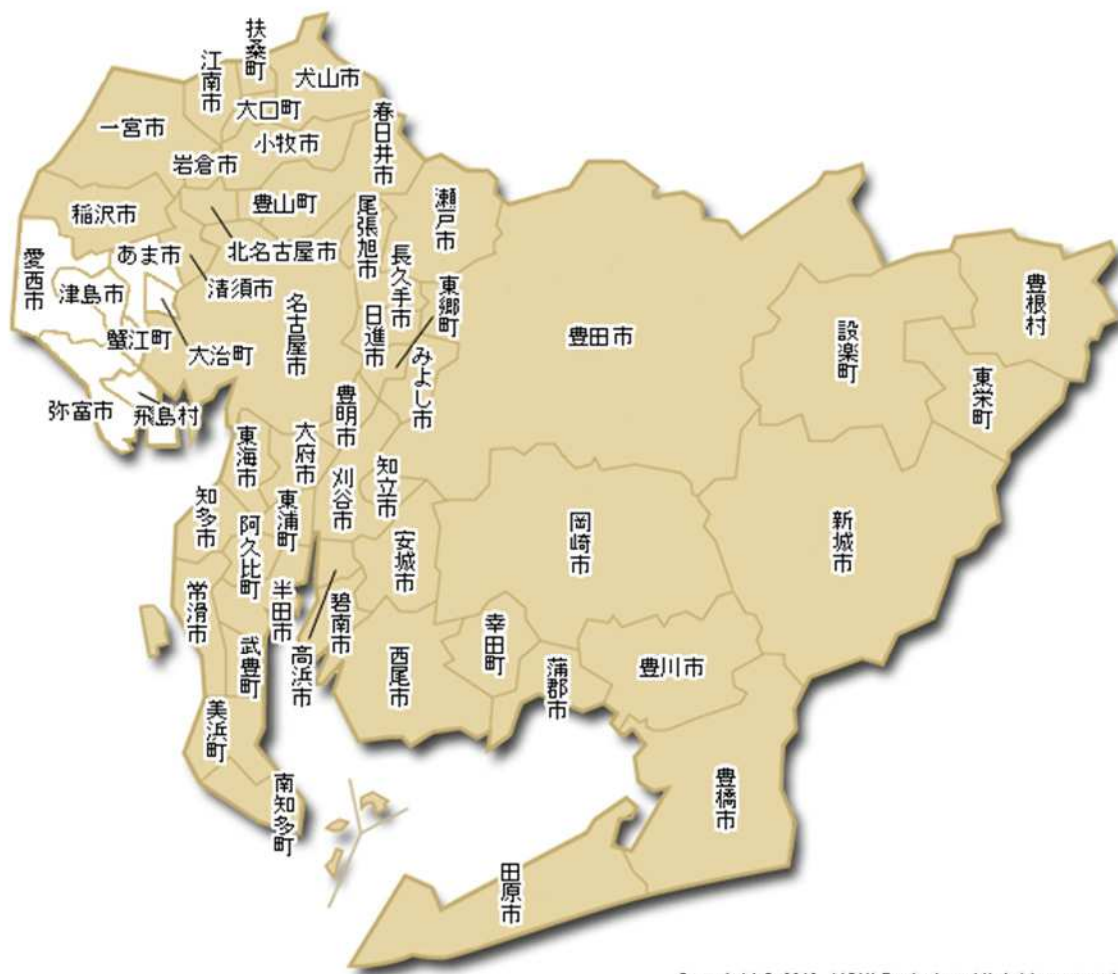 扶桑町
江南市
犬山市
大口町
一宮市
春日井市
小牧市
岩倉市
瀬戸市
豊山町
稲沢市
尾張旭市
北名古屋市
あま市
長久手市
愛西市
東郷町
清須市
津島市
名古屋市
日進市
豊根村
豊田市
設楽町
蟹江町
大治町
みよし市
東栄町
豊明市
弥富市
飛島村
東海市
大府市
知立市
刈谷市
知多市
東浦町
阿久比町
岡崎市
新城市
安城市
常滑市
半田市
碧南市
幸田町
武豊町
高浜市
西尾市
蒲郡市
豊川市
美浜町
南知多町
豊橋市
田原市